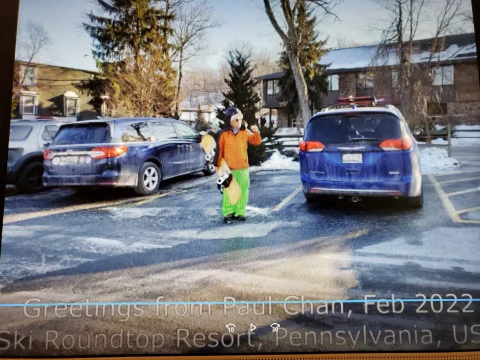 Greetings from Paul Chan, Feb 2022
Ski Roundtop Resort, Pennsylvania, US